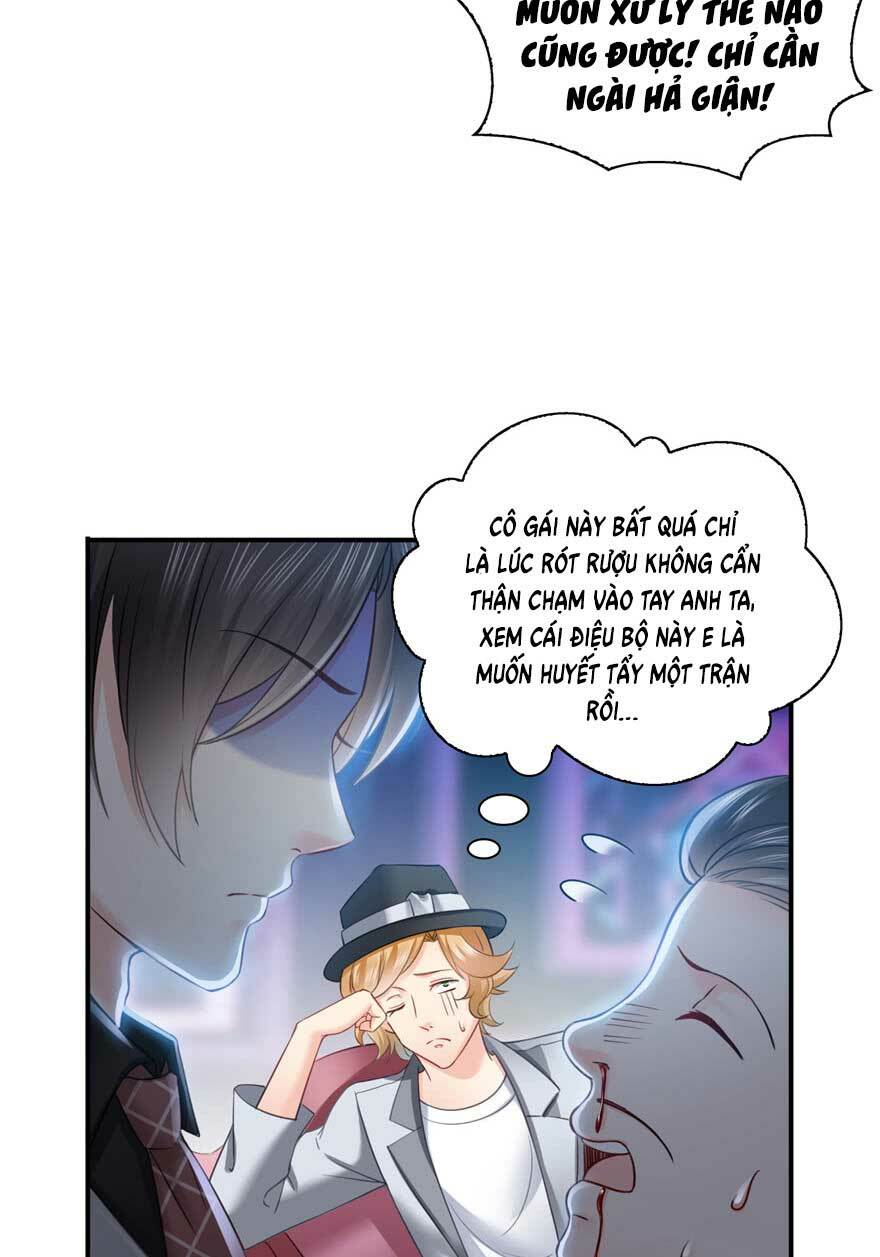 MUỐN XỬ LÝ THẾ NÀO
CŨNG ĐƯỢC! CHỈ CẦN
NGÀI HẢ GIẬN!
CÔ GÁI NÀY BẤT QUÁ CHỈ
LÀ LÚC RÓT RƯỢU KHÔNG CẨN
THẬN CHẠM VÀO TAY ANH TA,
XEM CÁI ĐIỆU BỘ NÀY E LÀ
MUỐN HUYẾT TẨY MỘT TRẬN
RỒI...